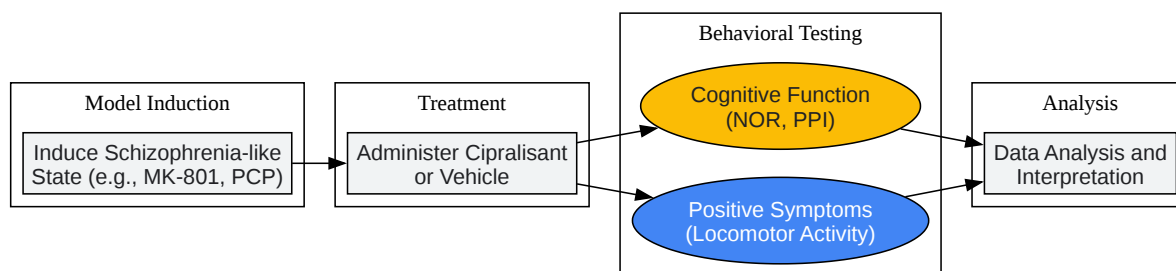 Model Induction
Induce Schizophrenia-like
State (e.g., MK-801, PCP)
Treatment
Administer Cipralisant
or Vehicle
Behavioral Testing
Cognitive Function
(NOR, PPI)
Positive Symptoms
(Locomotor Activity)
Analysis
Data Analysis and
Interpretation